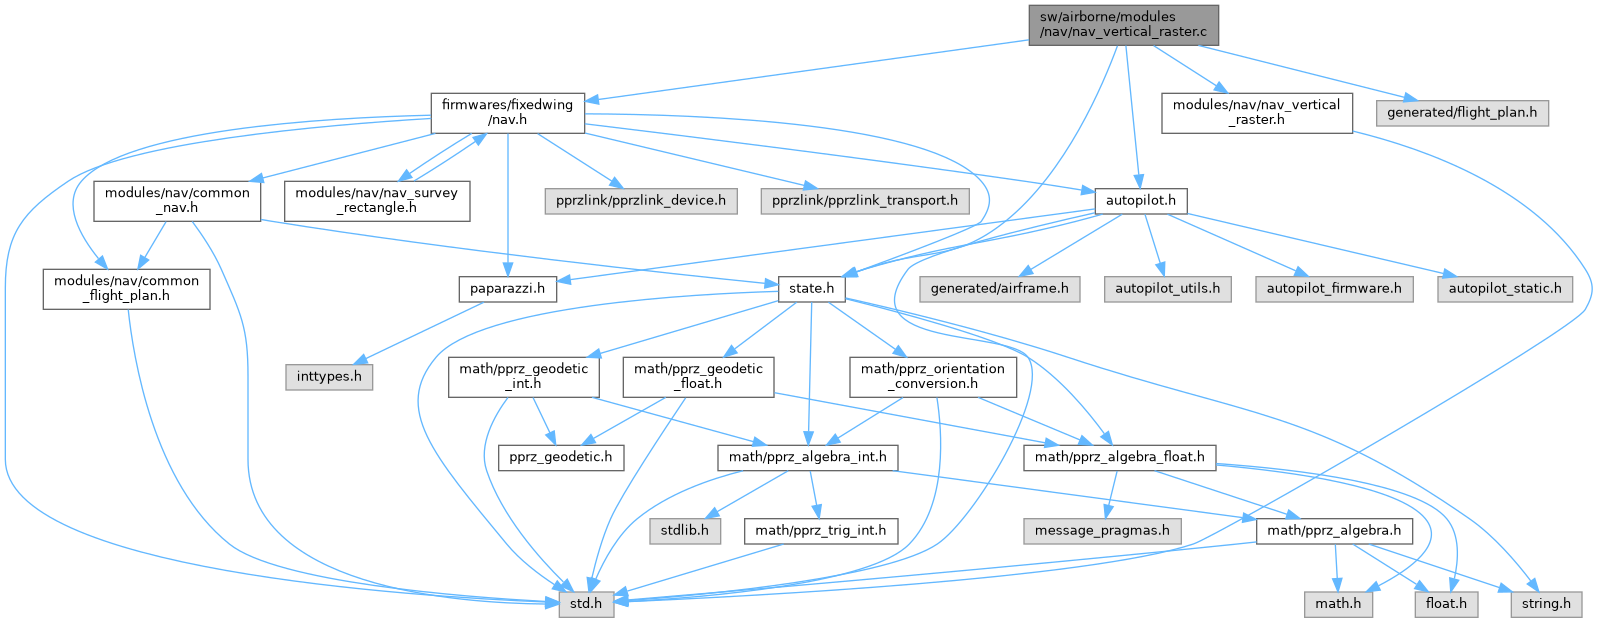 sw/airborne/modules
/nav/nav_vertical_raster.c
firmwares/fixedwing
/nav.h
modules/nav/nav_vertical
_raster.h
generated/flight_plan.h
modules/nav/common
_nav.h
modules/nav/nav_survey
_rectangle.h
pprzlink/pprzlink_device.h
pprzlink/pprzlink_transport.h
autopilot.h
modules/nav/common
_flight_plan.h
paparazzi.h
state.h
generated/airframe.h
autopilot_utils.h
autopilot_firmware.h
autopilot_static.h
inttypes.h
math/pprz_geodetic
_int.h
math/pprz_geodetic
_float.h
math/pprz_orientation
_conversion.h
pprz_geodetic.h
math/pprz_algebra_int.h
math/pprz_algebra_float.h
stdlib.h
math/pprz_trig_int.h
message_pragmas.h
math/pprz_algebra.h
std.h
math.h
float.h
string.h